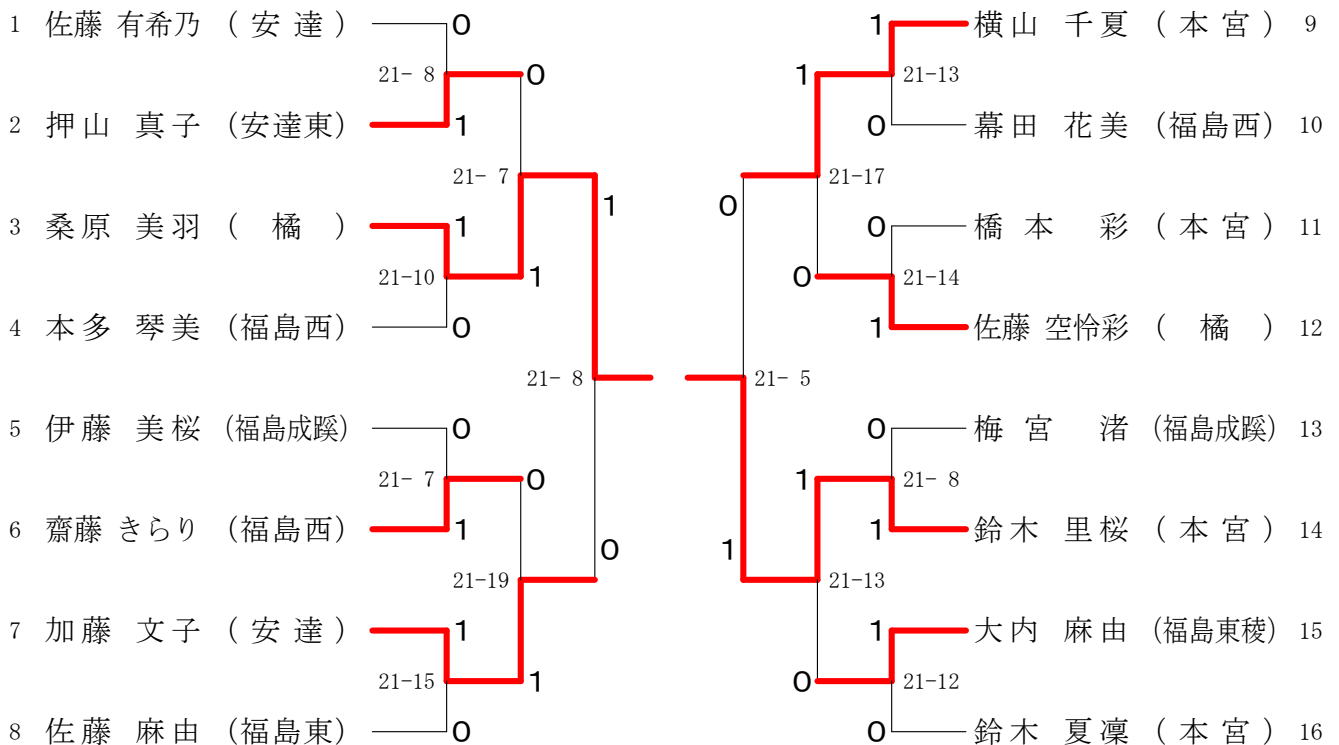 1 佐藤 有希乃 ( 安 達 ) 0 1 横山 千夏 ( 本 宮 ) 9
21- 8 0 1 21-13
2 押山 真子 (安達東) 1 0 幕田 花美 (福島西) 10
21- 7 21-17
1 0
3 桑原 美羽 ( 橘 ) 1 0 橋本 彩 ( 本 宮 ) 11
21-10 1 0 21-14
4 本多 琴美 (福島西) 0 1 佐藤 空怜彩 ( 橘 ) 12
21- 8 21- 5
5 伊藤 美桜 (福島成蹊) 0 0 梅宮 渚 (福島成蹊) 13
21- 7 0 1 21- 8
6 齋藤 きらり (福島西) 1 1 鈴木 里桜 ( 本 宮 ) 14
0 1
21-19 21-13
7 加藤 文子 ( 安 達 ) 1 1 大内 麻由 (福島東稜) 15
21-15 1 0 21-12
8 佐藤 麻由 (福島東) 0 0 鈴木 夏凜 ( 本 宮 ) 16